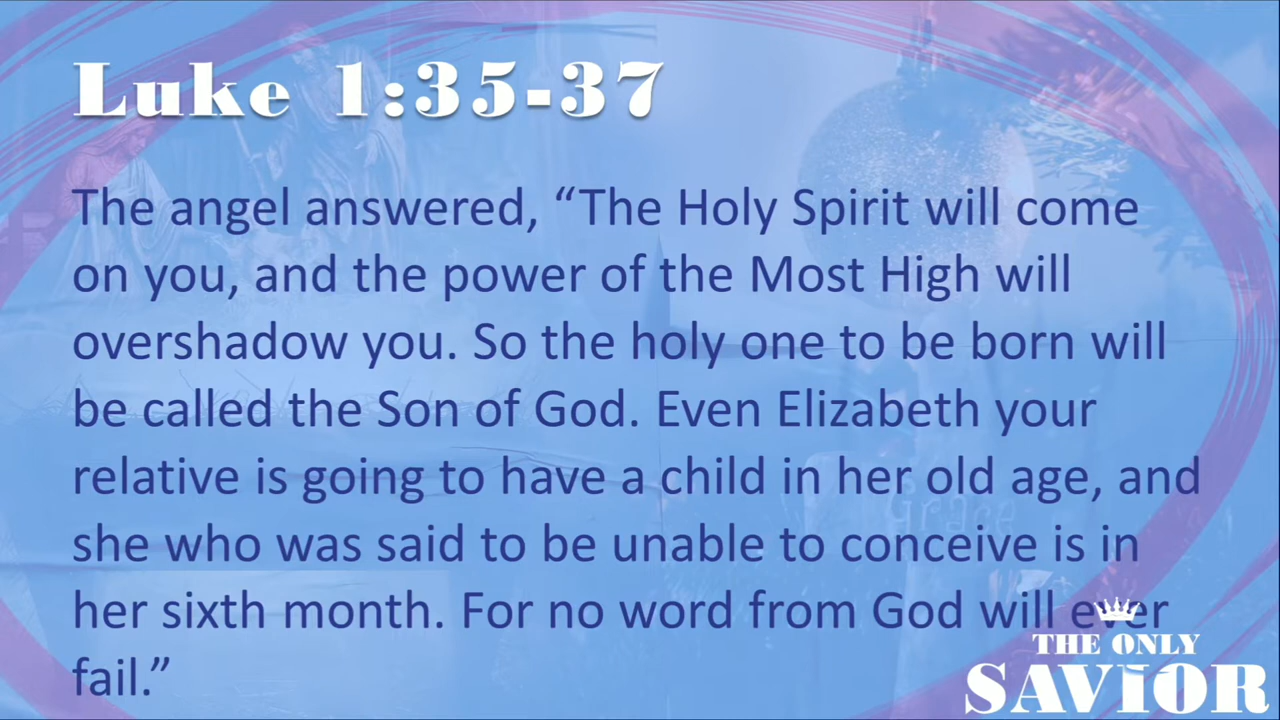 Luke 1:35-37
The angel answered, “The Holy Spirit will come
on you, and the power of the Most High will
overshadow you. So the holy one to be born will
be called the Son of God. Even Elizabeth your
relative is going to have a child in her old age, and
she who was said to be unable to conceive is in
her sixth month. For no word from God will ever
fail.”
Grace
THE ONLY
SAVIOR